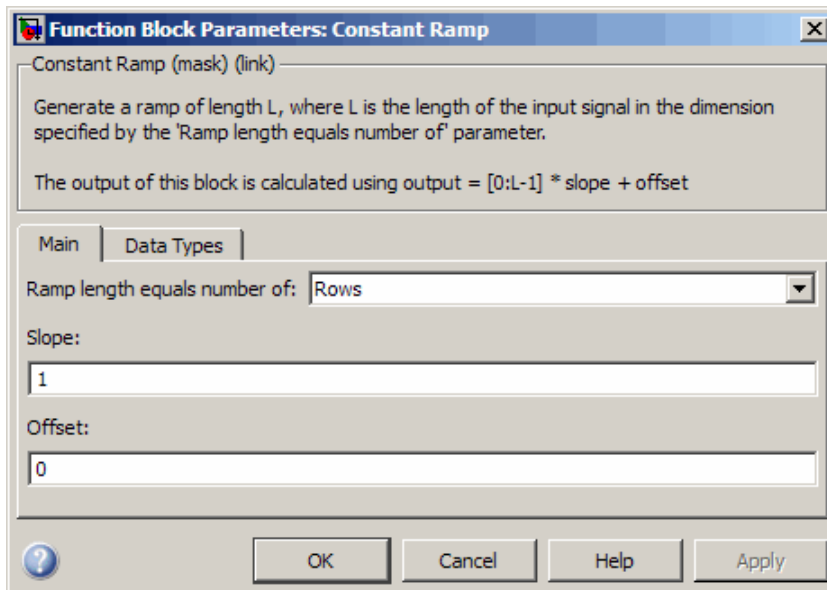 Function Block Parameters: Constant Ramp
Constant Ramp (mask) (link)
Generate a ramp of length L, where L is the length of the input signal in the dimension
specified by the 'Ramp length equals number of' parameter.
The output of this block is calculated using output = [0:L-1] * slope + offset
Main Data Types
Ramp length equals number of: Rows
Slope:
1
Offset:
0
? OK Cancel Help Apply